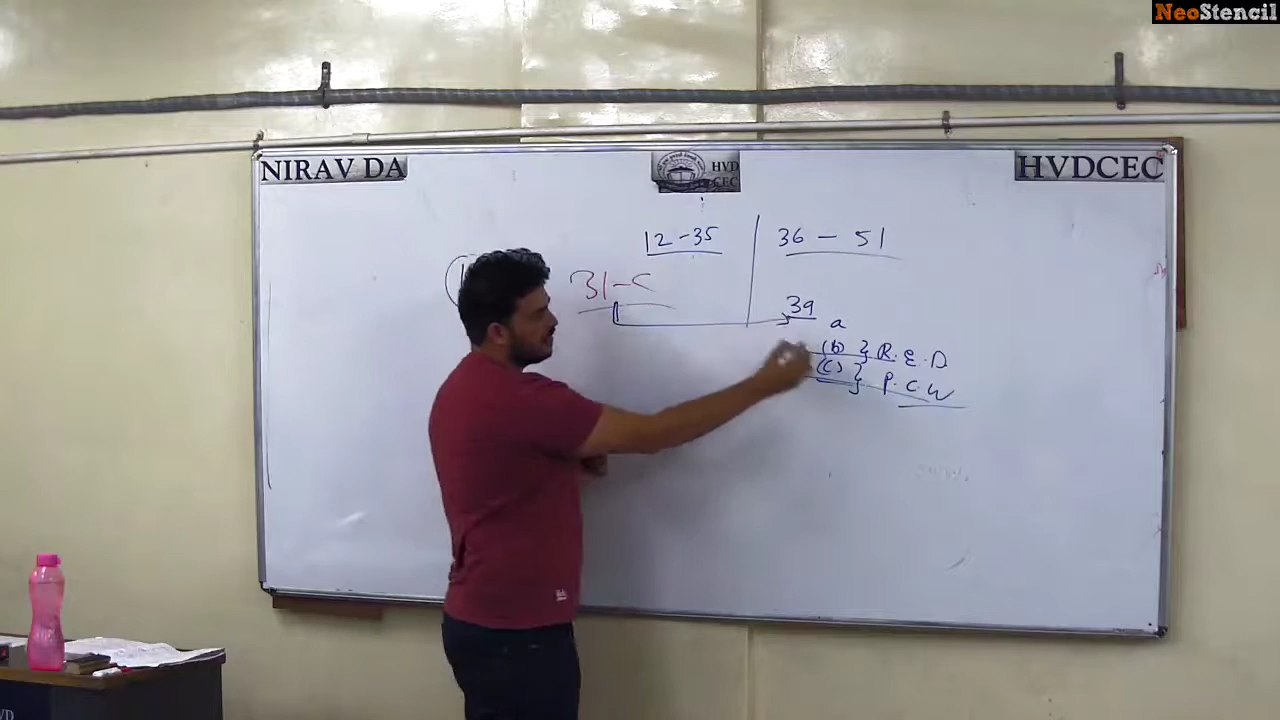 NeoStencil
NIRAV DA
HVD
CEC
HVDCEC
12-35
36 - 51
31-C
39
a
(b) } R.E.D
(c) } P.C.W